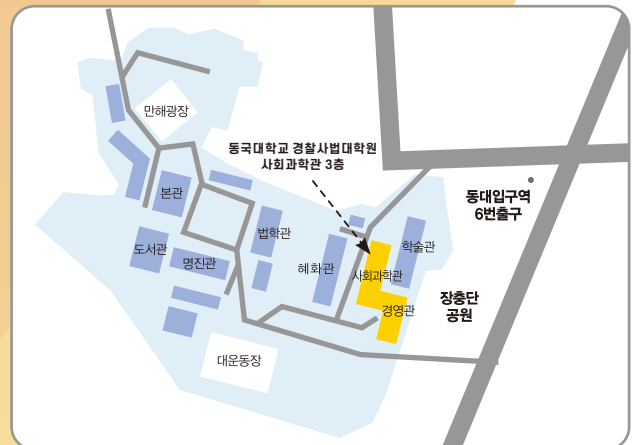 만해광장
동국대학교 경찰사법대학원
사회과학관 3층
본관
동대입구역
6번출구
법학관
도서관
명진관
혜화관
학술관
사회과학관
장충단
공원
경영관
대운동장